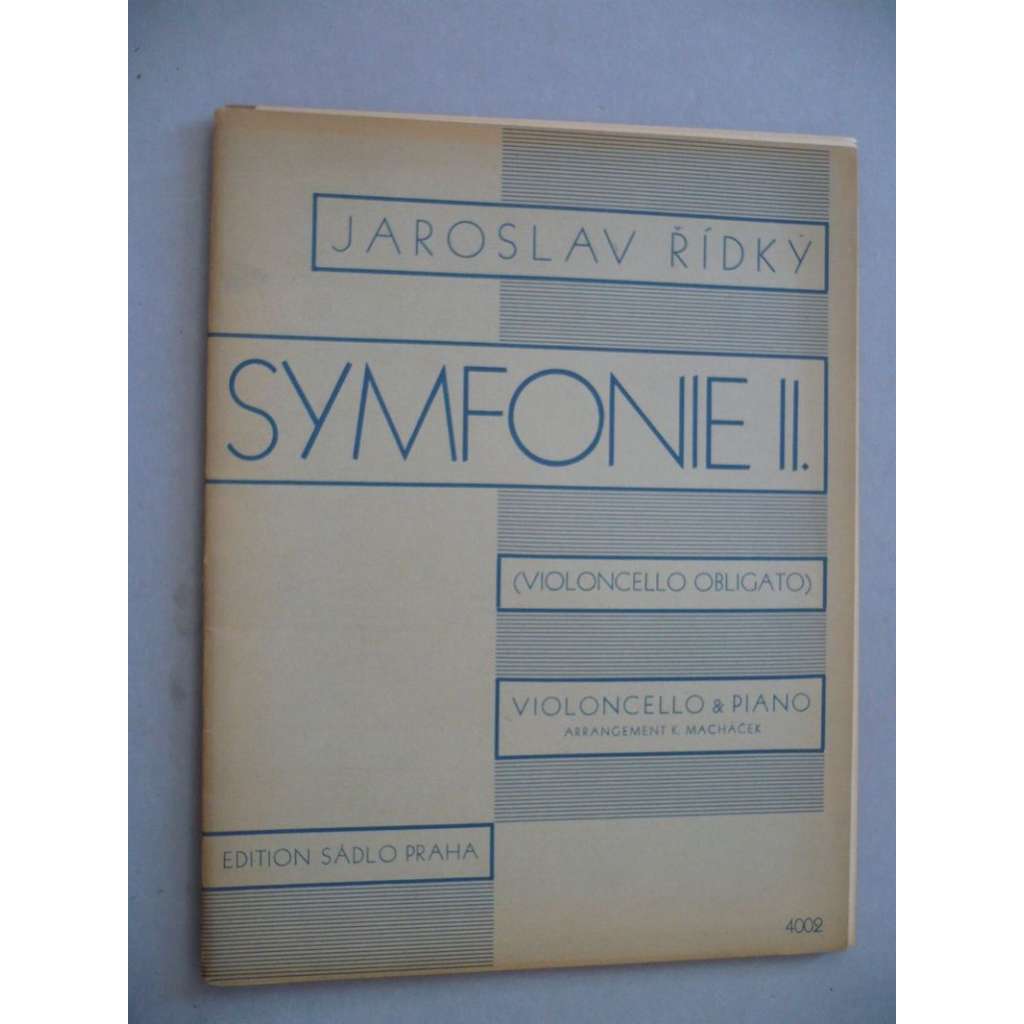 JAROSLAV ŘÍDKÝ
SYMFONIE II.
(VIOLONCELLO OBLIGATO)
VIOLONCELLO & PIANO
ARRANGEMENT K. MACHÁČEK
EDITION SÁDLO PRAHA
4002